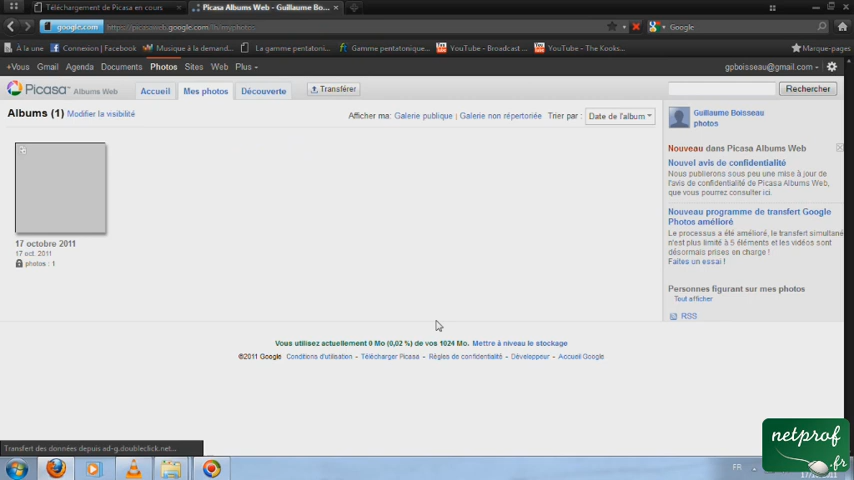 Téléchargement de Picasa en cours
Picasa Albums Web - Guillaume Bo...
google.com
Google
À la une
Connexion | Facebook
Musique à la demand...
La gamme pentatoniq...
Gamme pentatonique...
YouTube - Broadcast ...
YouTube - The Kooks...
Marque-pages
+Vous Gmail Agenda Documents Photos Sites Web Plus
gpboisseau@gmail.com
Picasa Albums Web
Accueil
Mes photos
Découverte
Transférer
Rechercher
Albums (1) Modifier la visibilité
Afficher ma: Galerie publique | Galerie non répertoriée Trier par : Date de l'album
Guillaume Boisseau
photos
17 octobre 2011
17 oct. 2011
photos : 1
Nouveau dans Picasa Albums Web
Nouvel avis de confidentialité
Nous publierons sous peu une mise à jour de
l'avis de confidentialité de Picasa Albums Web,
que vous pourrez consulter ici.
Nouveau programme de transfert Google
Photos amélioré
Le processus a été amélioré, le transfert simultané
n'est plus limité à 5 éléments et les vidéos sont
désormais prises en charge !
Faites un essai !
Personnes figurant sur mes photos
Tout afficher
RSS
Vous utilisez actuellement 0 Mo (0,02 %) de vos 1024 Mo. Mettre à niveau le stockage
©2011 Google Conditions d'utilisation - Télécharger Picasa - Règles de confidentialité - Développeur - Accueil Google
Transfert des données depuis ad-g.doubleclick.net...
FR
netprof
.fr